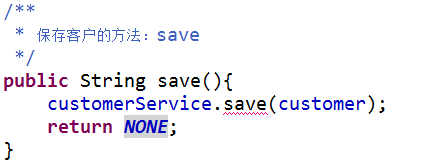 /**
 * 保存客户的方法：save
 */
public String save(){
    customerService.save(customer);
    return NONE;
}